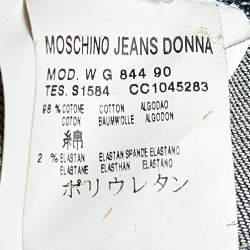 MOSCHINO JEANS DONNA
MOD. W G 844 90
TES. S1584 CC1045283
98 % COTONE COTTON ALGODAO
COTON BAUMWOLLE ALGODON
綿
2 % ELASTAN ELASTAN SPANDE ELASTANO
ELASTANE ELASTHAN ELASTANO
ポリウレタン